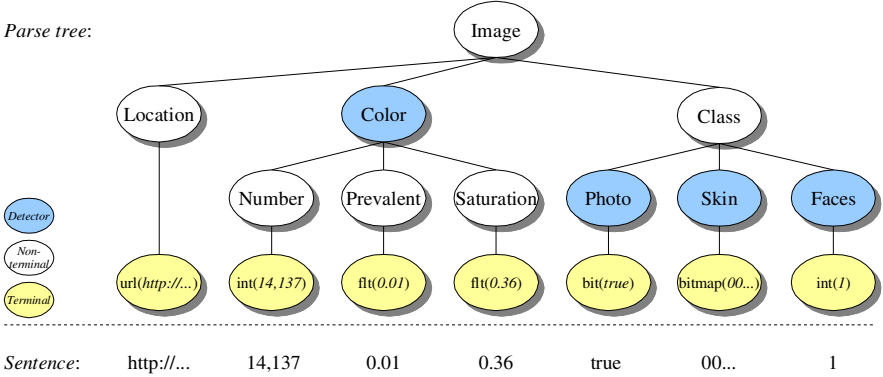 Parse tree:
Image
Location
Color
Class
Number
Prevalent
Saturation
Photo
Skin
Faces
Detector
Non-
terminal
Terminal
url(http://...)
int(14,137)
flt(0.01)
flt(0.36)
bit(true)
bitmap(00...)
int(1)
Sentence: http://... 14,137 0.01 0.36 true 00... 1